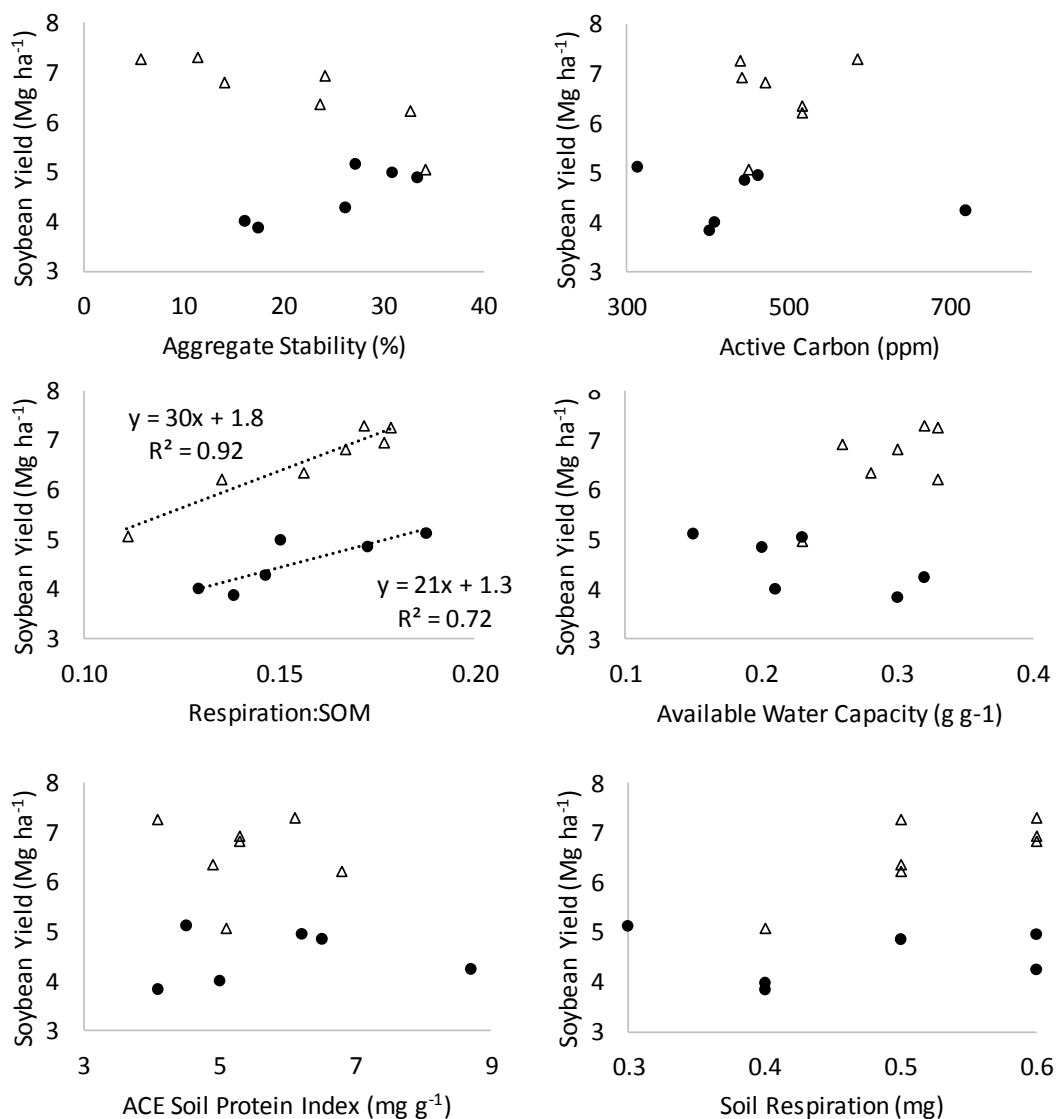 8
7
6
5
4
3
Soybean Yield (Mg ha⁻¹)
0 10 20 30 40
Aggregate Stability (%)
8
7
6
5
4
3
Soybean Yield (Mg ha⁻¹)
300 500 700
Active Carbon (ppm)
8
7
6
5
4
3
Soybean Yield (Mg ha⁻¹)
y = 30x + 1.8
R² = 0.92
y = 21x + 1.3
R² = 0.72
0.10 0.15 0.20
Respiration:SOM
8
7
6
5
4
3
Soybean Yield (Mg ha⁻¹)
0.1 0.2 0.3 0.4
Available Water Capacity (g g-1)
8
7
6
5
4
3
Soybean Yield (Mg ha⁻¹)
3 5 7 9
ACE Soil Protein Index (mg g⁻¹)
8
7
6
5
4
3
Soybean Yield (Mg ha⁻¹)
0.3 0.4 0.5 0.6
Soil Respiration (mg)